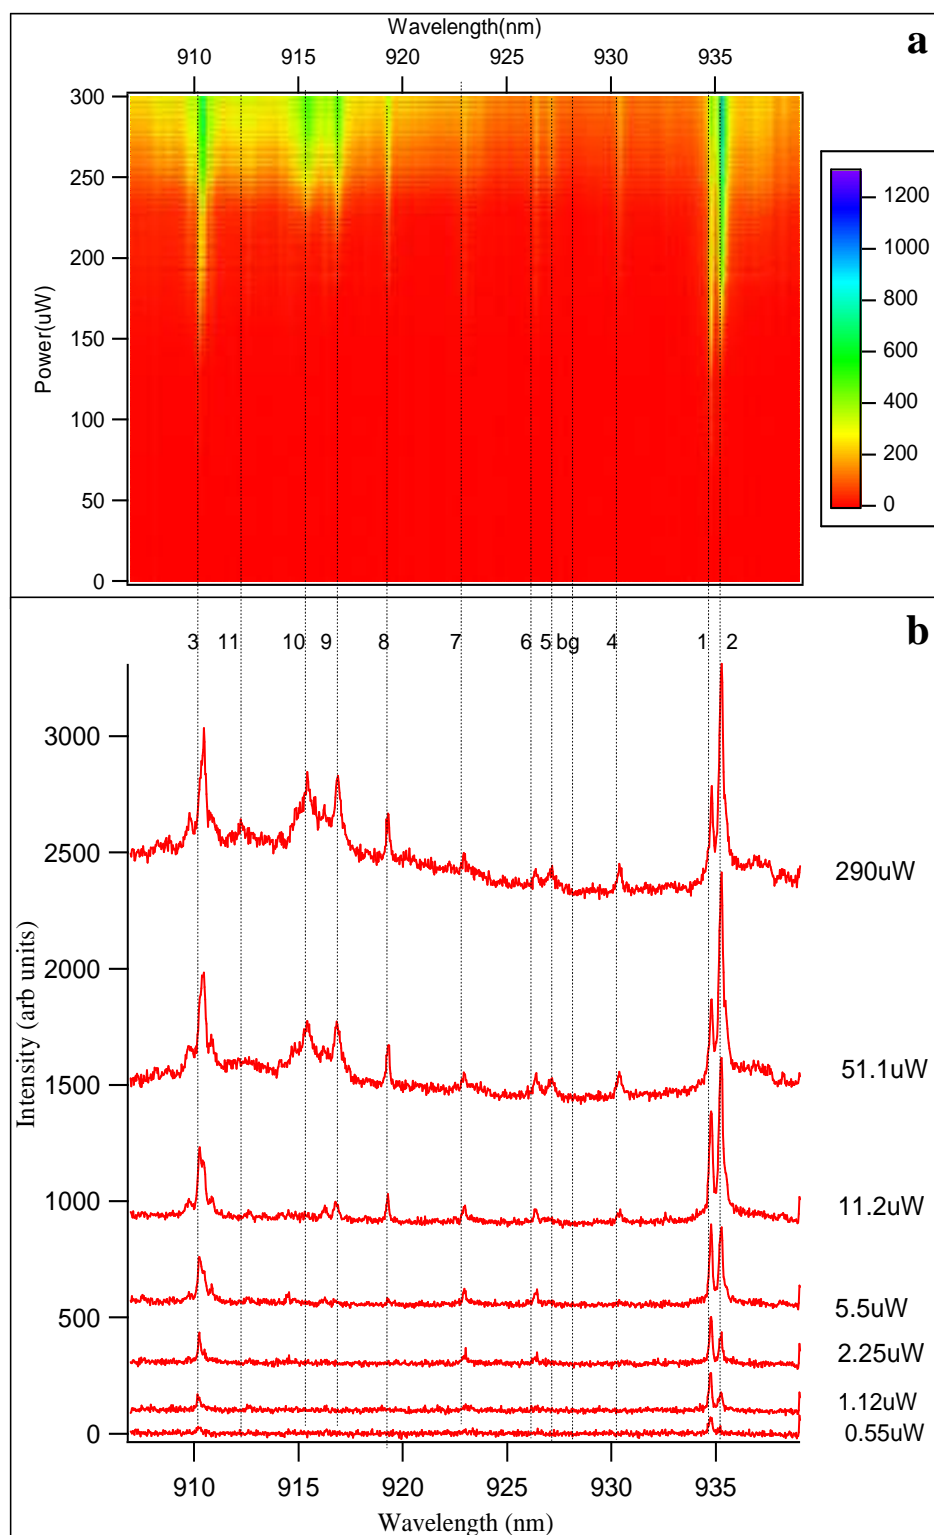 Wavelength(nm)
a
910 915 920 925 930 935
300
250
200
150
100
50
0
Power(uW)
1200
1000
800
600
400
200
0
b
3 11 10 9 8 7 6 5 bg 4 1 2
3000
2500
2000
1500
1000
500
0
Intensity (arb units)
290uW
51.1uW
11.2uW
5.5uW
2.25uW
1.12uW
0.55uW
910 915 920 925 930 935
Wavelength (nm)